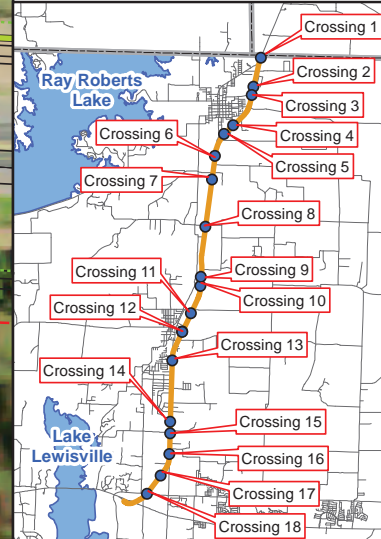 Crossing 1
Ray Roberts
Lake
Crossing 2
Crossing 3
Crossing 6
Crossing 4
Crossing 5
Crossing 7
Crossing 8
Crossing 11
Crossing 9
Crossing 10
Crossing 12
Crossing 13
Crossing 14
Crossing 15
Lake
Lewisville
Crossing 16
Crossing 17
Crossing 18